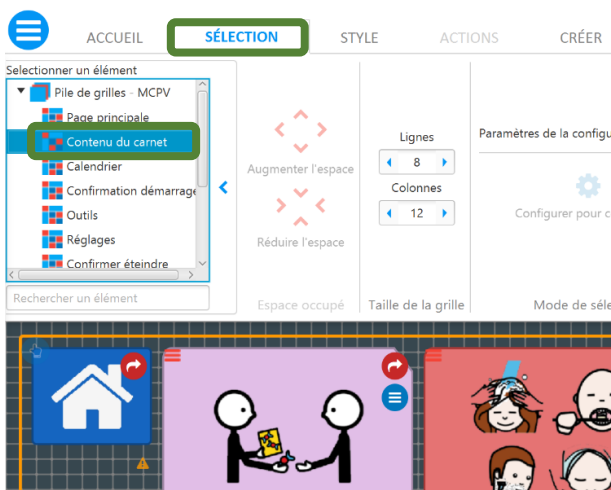 ACCUEIL
SÉLECTION
STYLE
ACTIONS
CRÉER
Selectionner un élément
Pile de grilles - MCPV
Page principale
Contenu du carnet
Calendrier
Confirmation démarrage
Outils
Réglages
Confirmer éteindre
Rechercher un élément
Augmenter l'espace
Réduire l'espace
Espace occupé
Lignes
8
Colonnes
12
Taille de la grille
Paramètres de la configu
Configurer pour c
Mode de séle